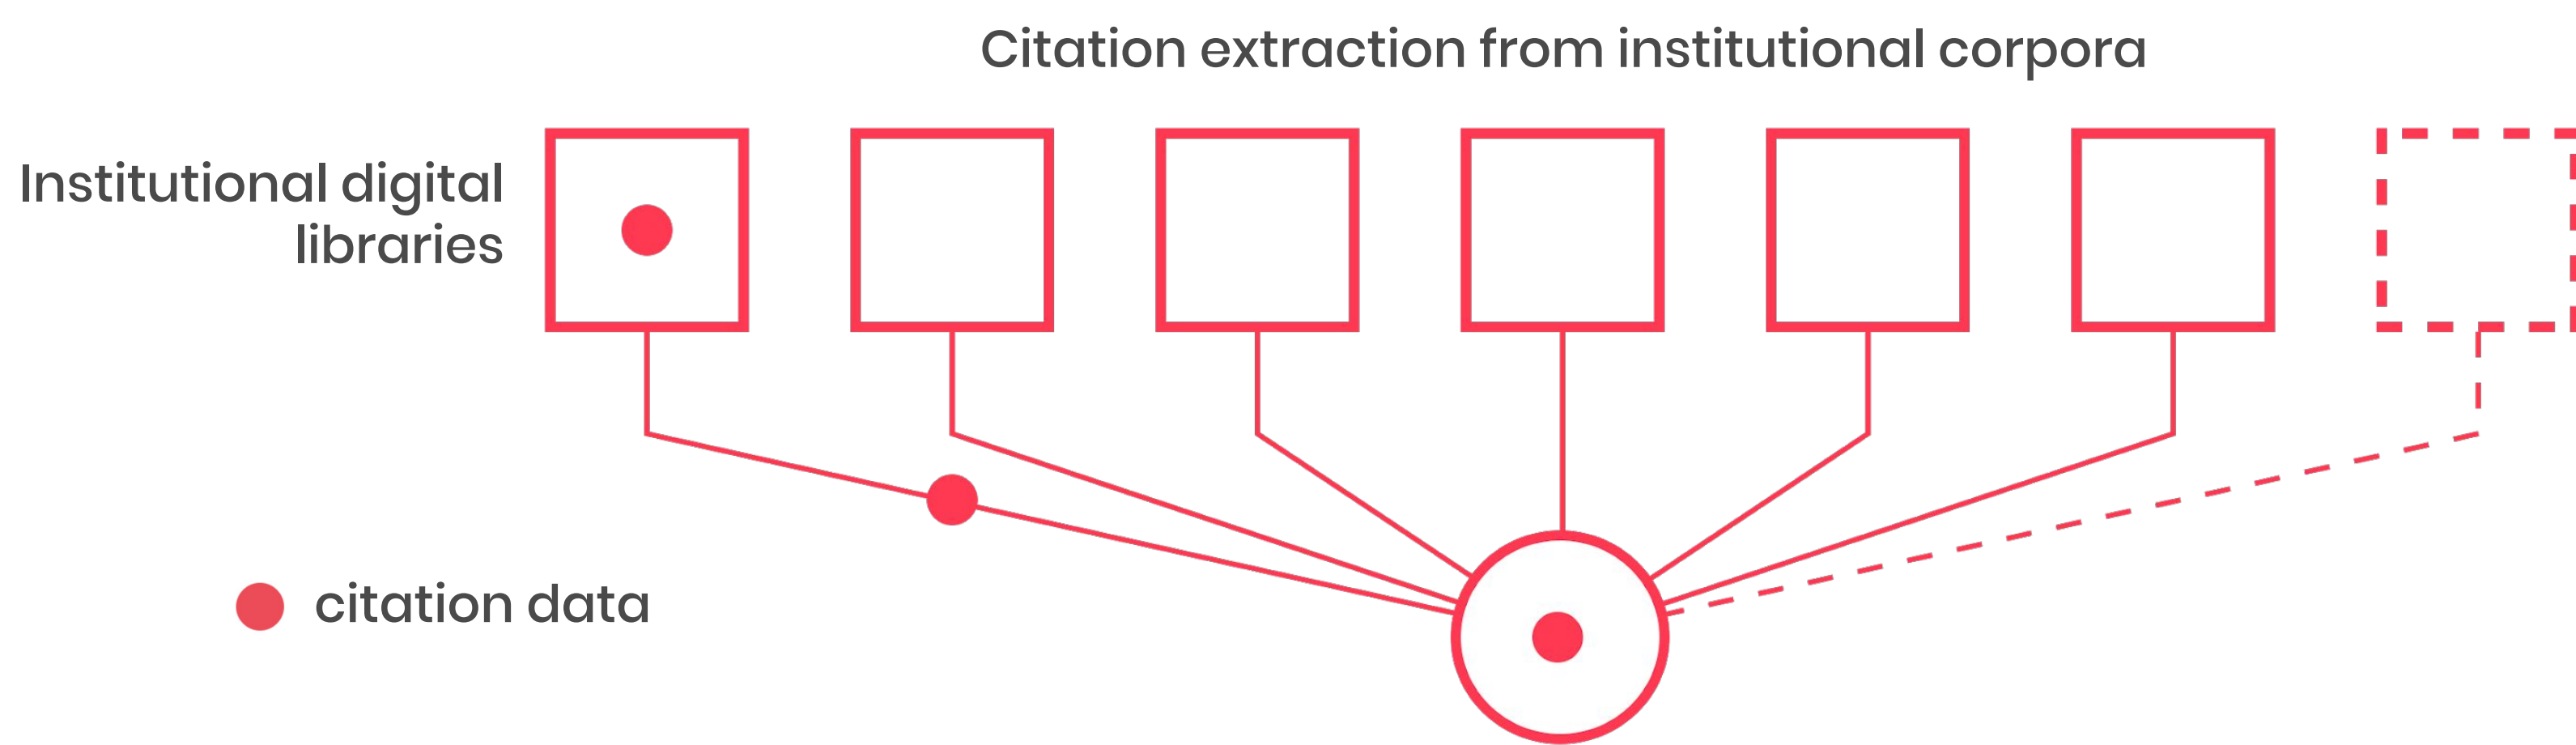 Citation extraction from institutional corpora
Institutional digital
libraries
citation data